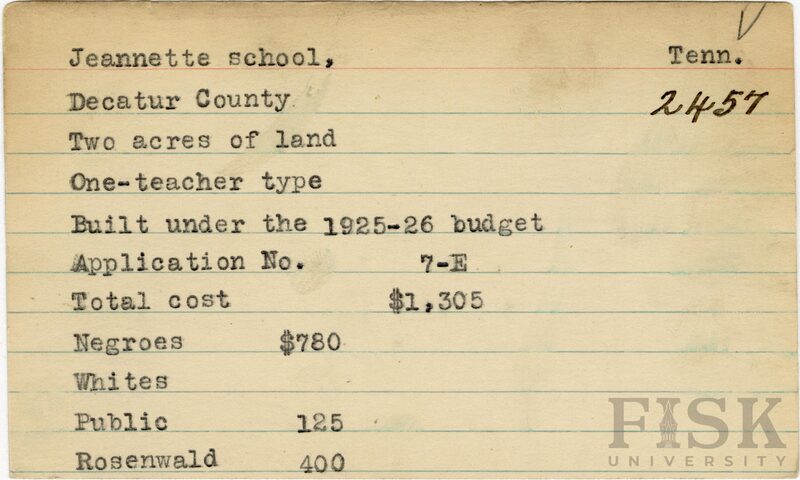 Jeannette school, Tenn.
Decatur County 2457
Two acres of land
One-teacher type
Built under the 1925-26 budget
Application No. 7-E
Total cost $1,305
Negroes $780
Whites
Public 125
Rosenwald 400
FISK
UNIVERSITY